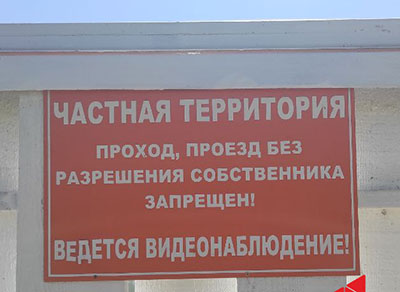 ЧАСТНАЯ ТЕРРИТОРИЯ
ПРОХОД, ПРОЕЗД БЕЗ
РАЗРЕШЕНИЯ СОБСТВЕННИКА
ЗАПРЕЩЕН!
ВЕДЕТСЯ ВИДЕОНАБЛЮДЕНИЕ!